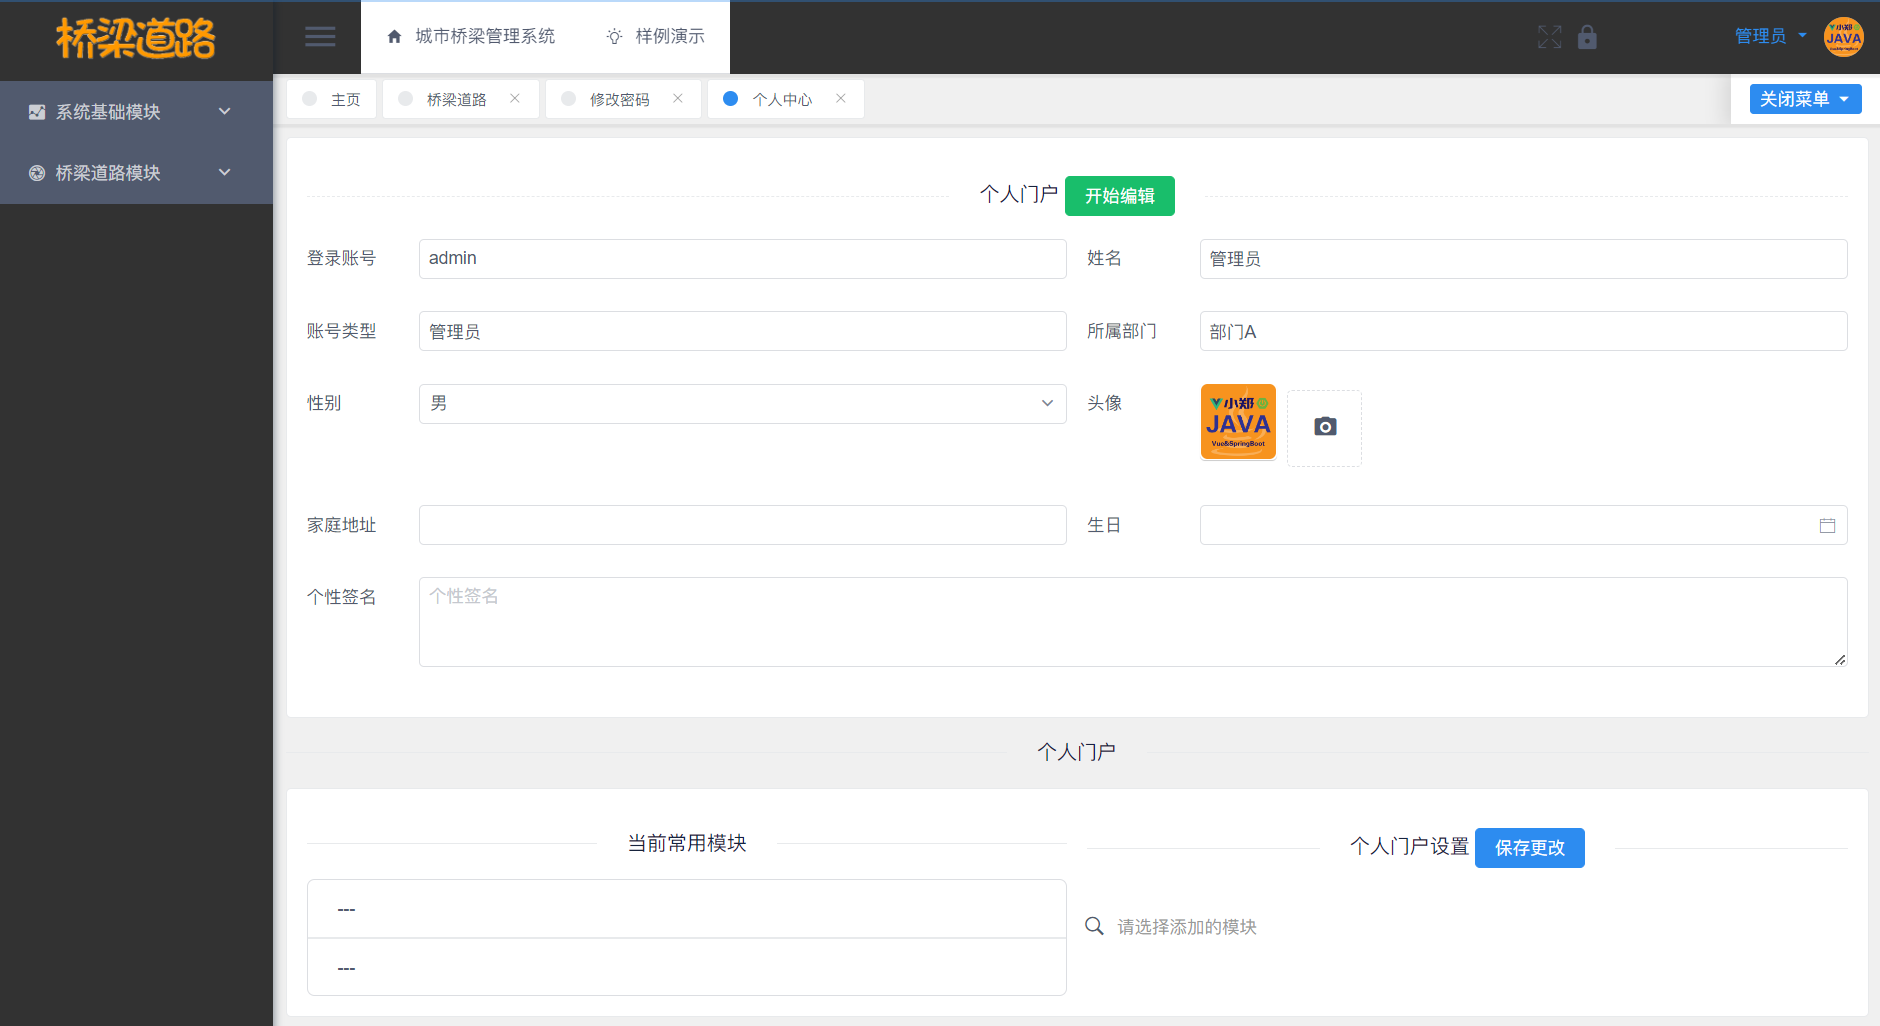 桥梁道路
城市桥梁管理系统
样例演示
管理员
小郑
JAVA
Vue&SpringBoot
系统基础模块
桥梁道路模块
主页
桥梁道路
修改密码
个人中心
关闭菜单
个人门户
开始编辑
登录账号
admin
姓名
管理员
账号类型
管理员
所属部门
部门A
性别
男
头像
小郑
JAVA
Vue&SpringBoot
家庭地址
生日
个性签名
个性签名
个人门户
当前常用模块
个人门户设置
保存更改
---
请选择添加的模块
---